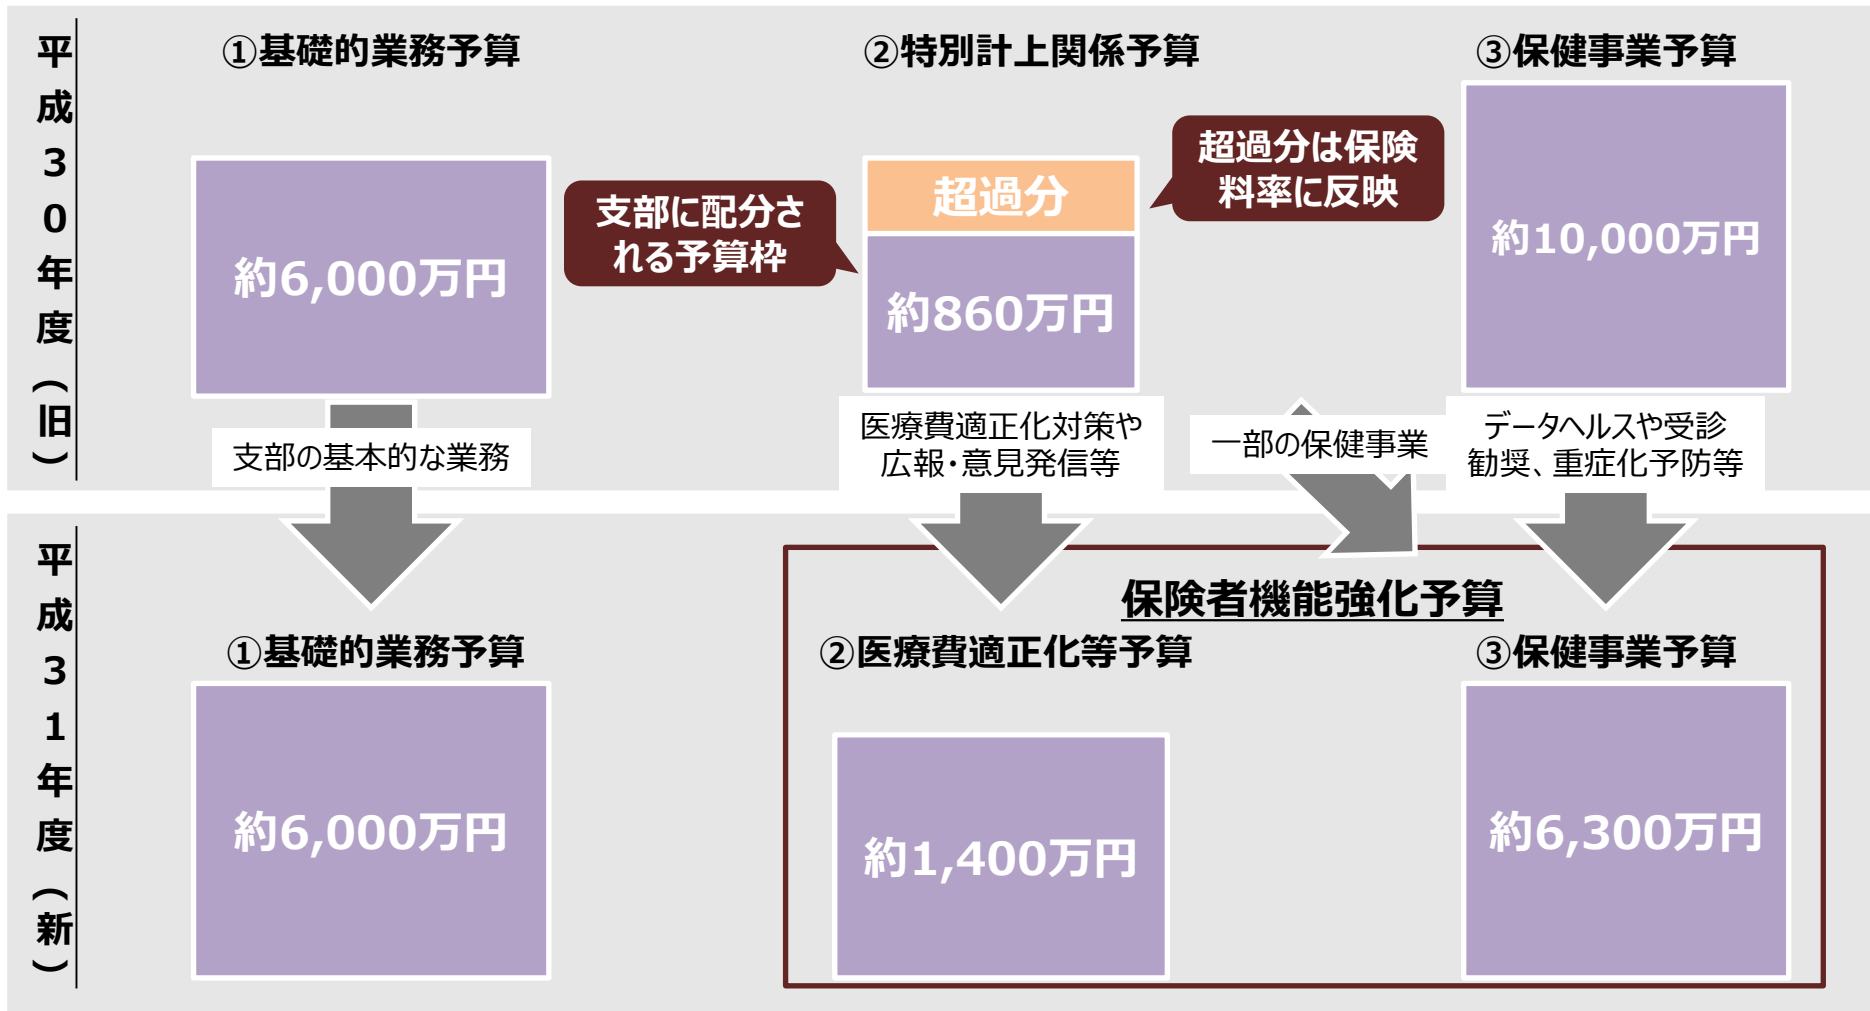 平成30年度（旧）
①基礎的業務予算
②特別計上関係予算
③保健事業予算
約6,000万円
支部に配分さ
れる予算枠
超過分
約860万円
超過分は保険
料率に反映
約10,000万円
支部の基本的な業務
医療費適正化対策や
広報・意見発信等
一部の保健事業
データヘルスや受診
勧奨、重症化予防等
平成31年度（新）
保険者機能強化予算
①基礎的業務予算
②医療費適正化等予算
③保健事業予算
約6,000万円
約1,400万円
約6,300万円